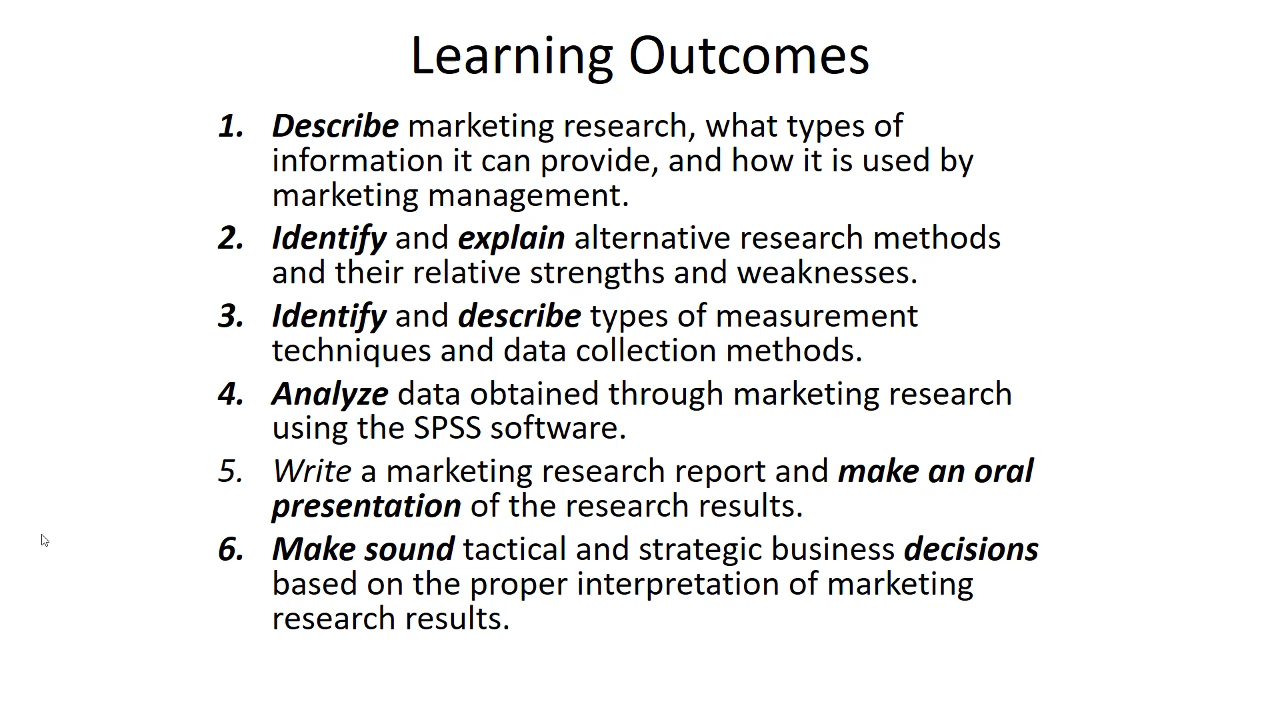 Learning Outcomes
1. Describe marketing research, what types of
information it can provide, and how it is used by
marketing management.
2. Identify and explain alternative research methods
and their relative strengths and weaknesses.
3. Identify and describe types of measurement
techniques and data collection methods.
4. Analyze data obtained through marketing research
using the SPSS software.
5. Write a marketing research report and make an oral
presentation of the research results.
6. Make sound tactical and strategic business decisions
based on the proper interpretation of marketing
research results.